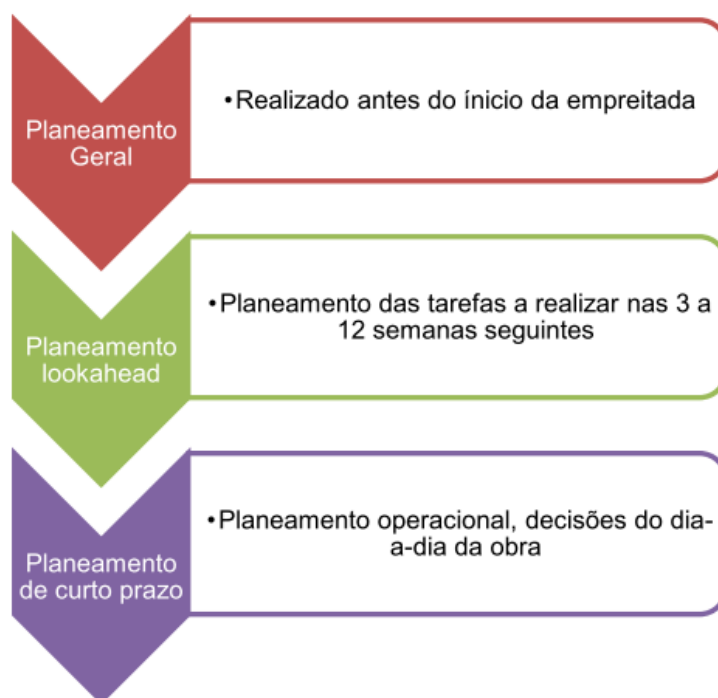 Planeamento
Geral
•Realizado antes do ínicio da empreitada
Planeamento
lookahead
•Planeamento das tarefas a realizar nas 3 a
12 semanas seguintes
Planeamento
de curto prazo
•Planeamento operacional, decisões do dia-
a-dia da obra